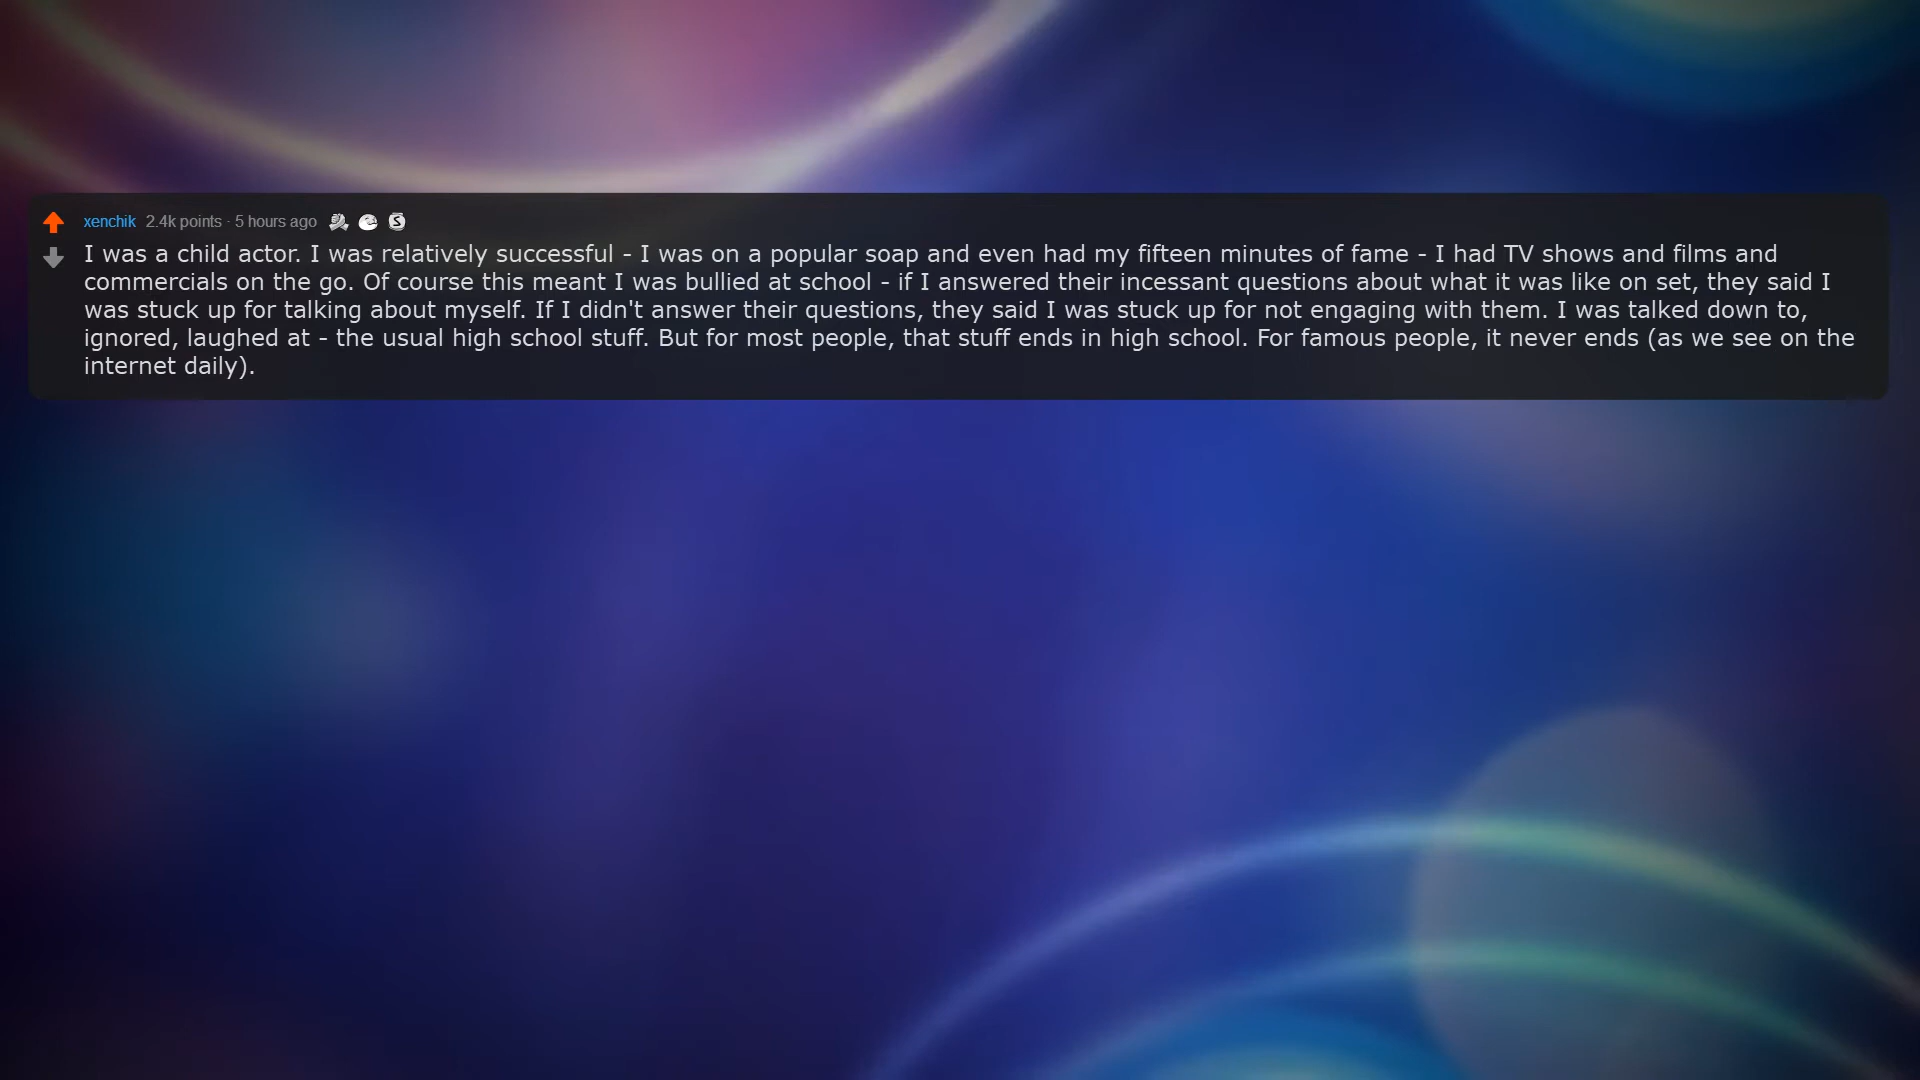 xenchik 2.4k points · 5 hours ago
I was a child actor. I was relatively successful - I was on a popular soap and even had my fifteen minutes of fame - I had TV shows and films and
commercials on the go. Of course this meant I was bullied at school - if I answered their incessant questions about what it was like on set, they said I
was stuck up for talking about myself. If I didn't answer their questions, they said I was stuck up for not engaging with them. I was talked down to,
ignored, laughed at - the usual high school stuff. But for most people, that stuff ends in high school. For famous people, it never ends (as we see on the
internet daily).